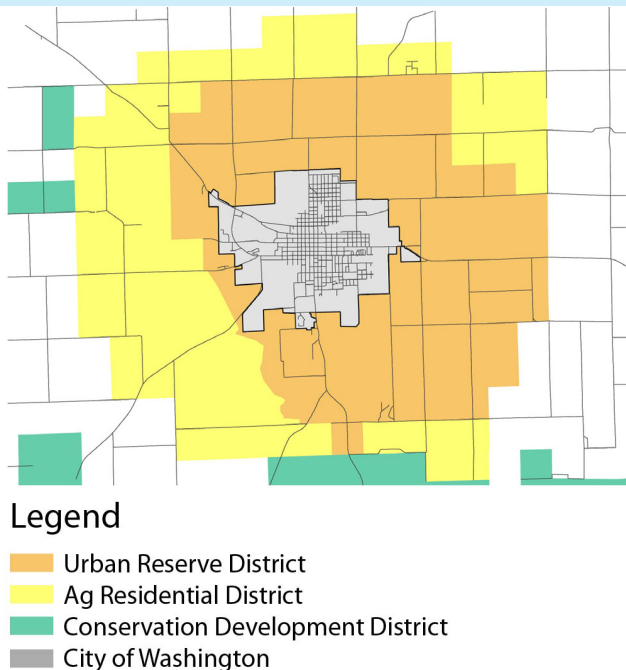 Legend
Urban Reserve District
Ag Residential District
Conservation Development District
City of Washington